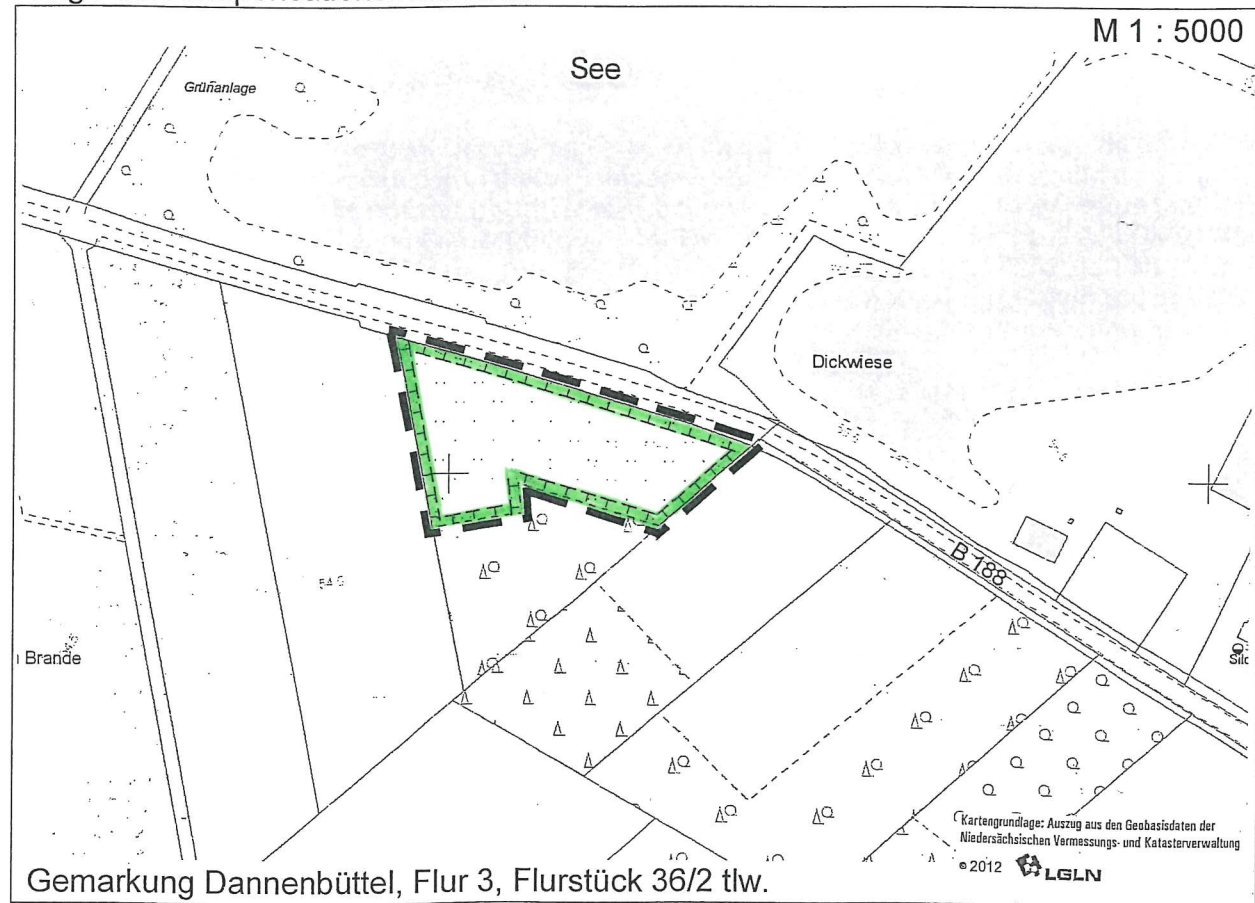 M 1 : 5000
See
Grünanlage
Dickwiese
B 188
Brande
Kartengrundlage: Auszug aus den Geobasisdaten der
Niedersächsischen Vermessungs- und Katasterverwaltung
© 2012 LGLN
Gemarkung Dannenbüttel, Flur 3, Flurstück 36/2 tlw.